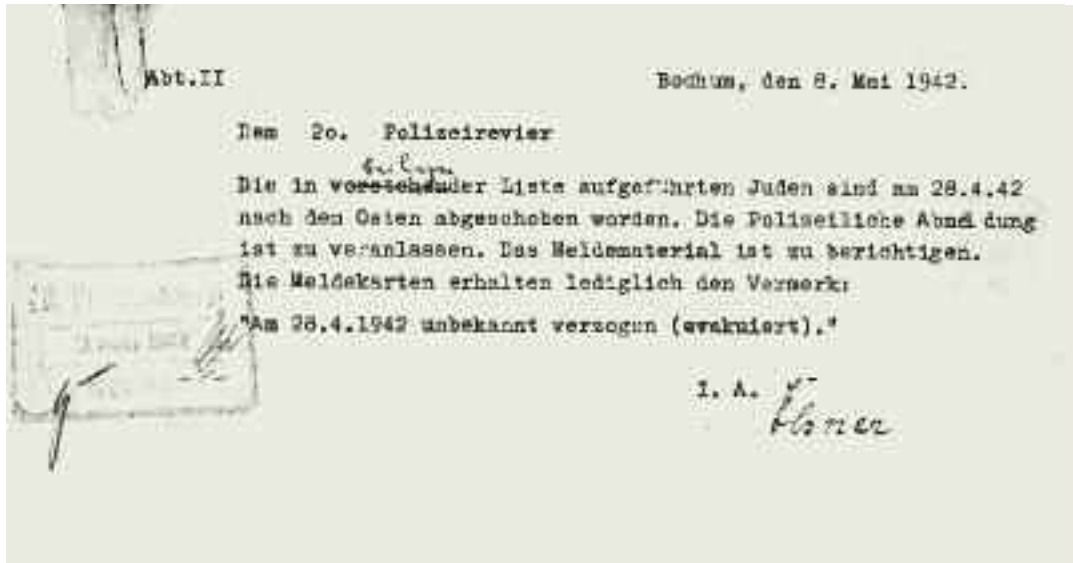 Abt.II
Bochum, den 8. Mai 1942.
Dem 2o. Polizeirevier
Die in vorstehender Liste aufgeführten Juden sind am 28.4.42
nach dem Osten abgeschoben worden. Die Polizeiliche Abmeldung
ist zu veranlassen. Das Meldematerial ist zu berichtigen.
Die Meldekarten erhalten lediglich den Vermerk:
"Am 28.4.1942 unbekannt verzogen (evakuiert)."
I. A.